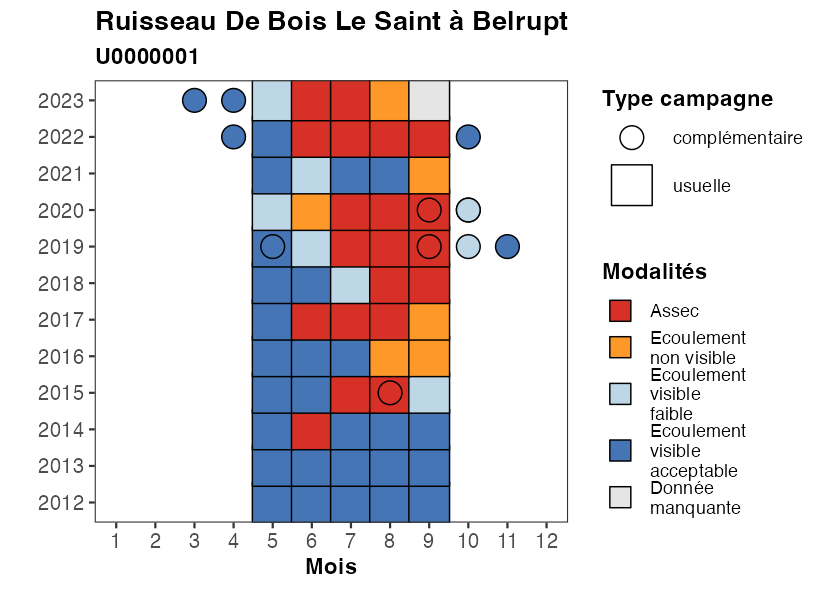 Ruisseau De Bois Le Saint à Belrupt
U0000001
2023
2022
2021
2020
2019
2018
2017
2016
2015
2014
2013
2012
1 2 3 4 5 6 7 8 9 10 11 12
Mois
Type campagne
complémentaire
usuelle
Modalités
Assec
Ecoulement
non visible
Ecoulement
visible
faible
Ecoulement
visible
acceptable
Donnée
manquante